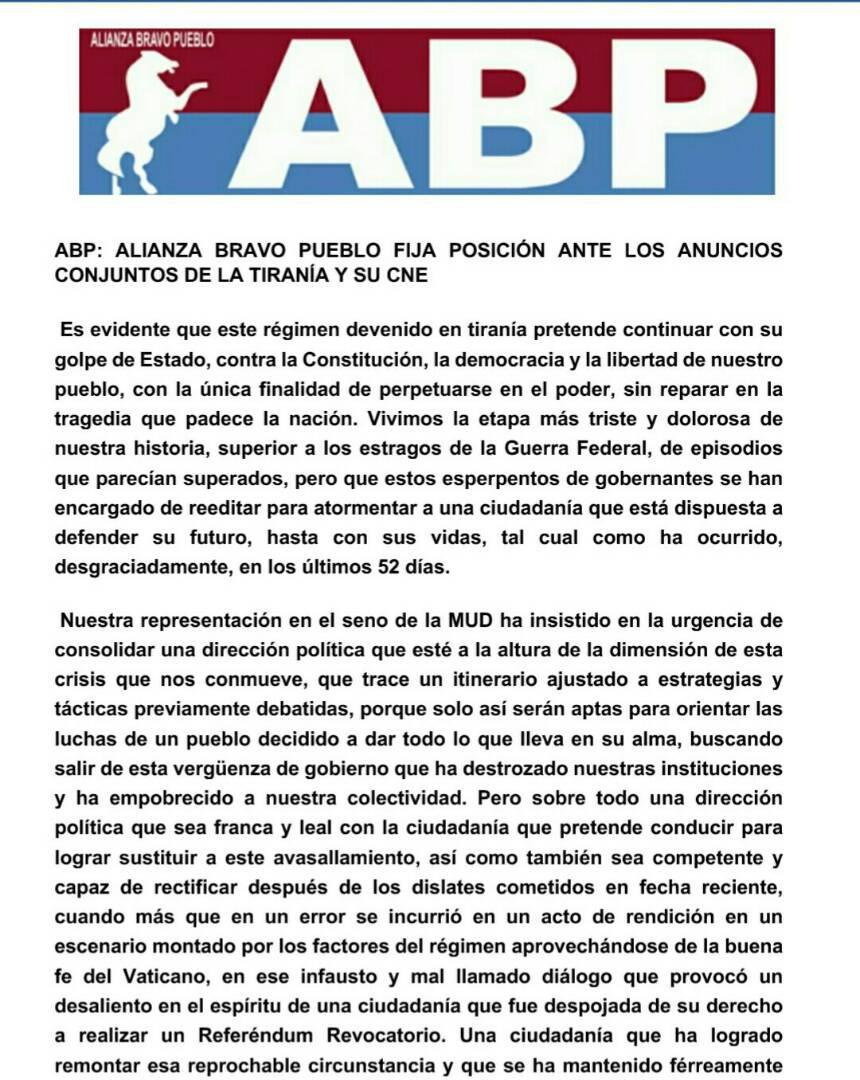 ALIANZA BRAVO PUEBLO
ABP
ABP: ALIANZA BRAVO PUEBLO FIJA POSICIÓN ANTE LOS ANUNCIOS
CONJUNTOS DE LA TIRANÍA Y SU CNE
Es evidente que este régimen devenido en tiranía pretende continuar con su
golpe de Estado, contra la Constitución, la democracia y la libertad de nuestro
pueblo, con la única finalidad de perpetuarse en el poder, sin reparar en la
tragedia que padece la nación. Vivimos la etapa más triste y dolorosa de
nuestra historia, superior a los estragos de la Guerra Federal, de episodios
que parecían superados, pero que estos esperpentos de gobernantes se han
encargado de reeditar para atormentar a una ciudadanía que está dispuesta a
defender su futuro, hasta con sus vidas, tal cual como ha ocurrido,
desgraciadamente, en los últimos 52 días.
Nuestra representación en el seno de la MUD ha insistido en la urgencia de
consolidar una dirección política que esté a la altura de la dimensión de esta
crisis que nos conmueve, que trace un itinerario ajustado a estrategias y
tácticas previamente debatidas, porque solo así serán aptas para orientar las
luchas de un pueblo decidido a dar todo lo que lleva en su alma, buscando
salir de esta vergüenza de gobierno que ha destrozado nuestras instituciones
y ha empobrecido a nuestra colectividad. Pero sobre todo una dirección
política que sea franca y leal con la ciudadanía que pretende conducir para
lograr sustituir a este avasallamiento, así como también sea competente y
capaz de rectificar después de los dislates cometidos en fecha reciente,
cuando más que en un error se incurrió en un acto de rendición en un
escenario montado por los factores del régimen aprovechándose de la buena
fe del Vaticano, en ese infausto y mal llamado diálogo que provocó un
desaliento en el espíritu de una ciudadanía que fue despojada de su derecho
a realizar un Referéndum Revocatorio. Una ciudadanía que ha logrado
remontar esa reprochable circunstancia y que se ha mantenido férreamente